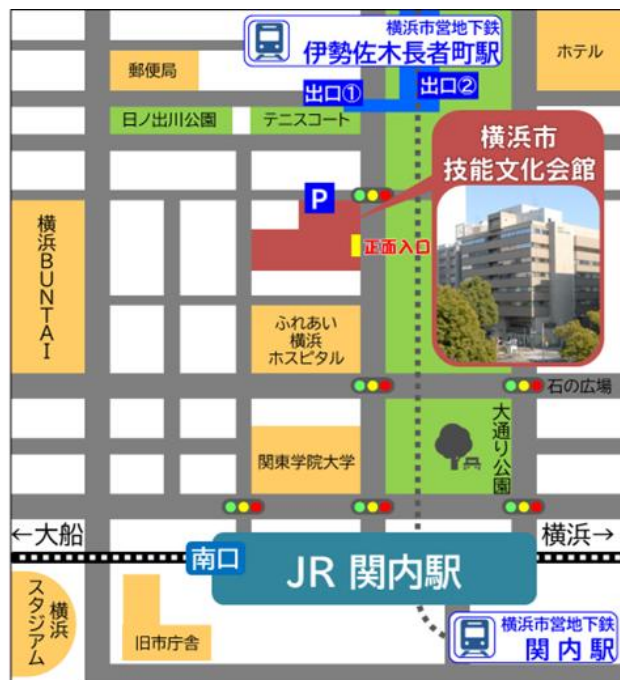 横浜市営地下鉄
伊勢佐木長者町駅
ホテル
郵便局
出口①
出口②
日ノ出川公園
テニスコート
横浜市
技能文化会館
P
正面入口
横浜BUNTAI
ふれあい
横浜
ホスピタル
石の広場
関東学院大学
大通り公園
←大船
横浜→
南口
JR 関内駅
横浜
スタジアム
旧市庁舎
横浜市営地下鉄
関内駅